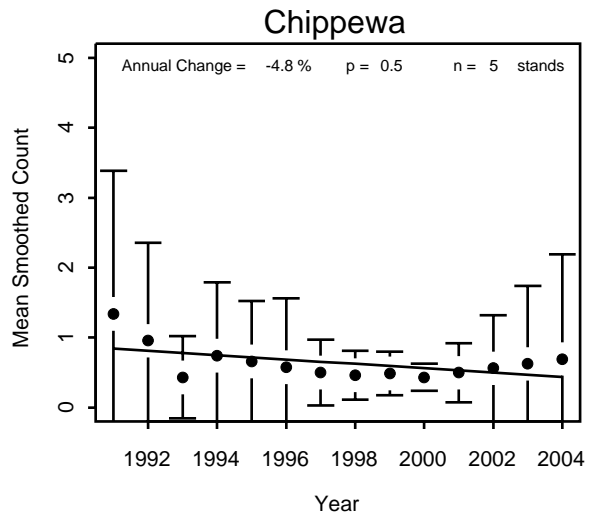 Chippewa
Annual Change = -4.8 % p = 0.5 n = 5 stands
5
4
3
2
1
0
Mean Smoothed Count
1992 1994 1996 1998 2000 2002 2004
Year